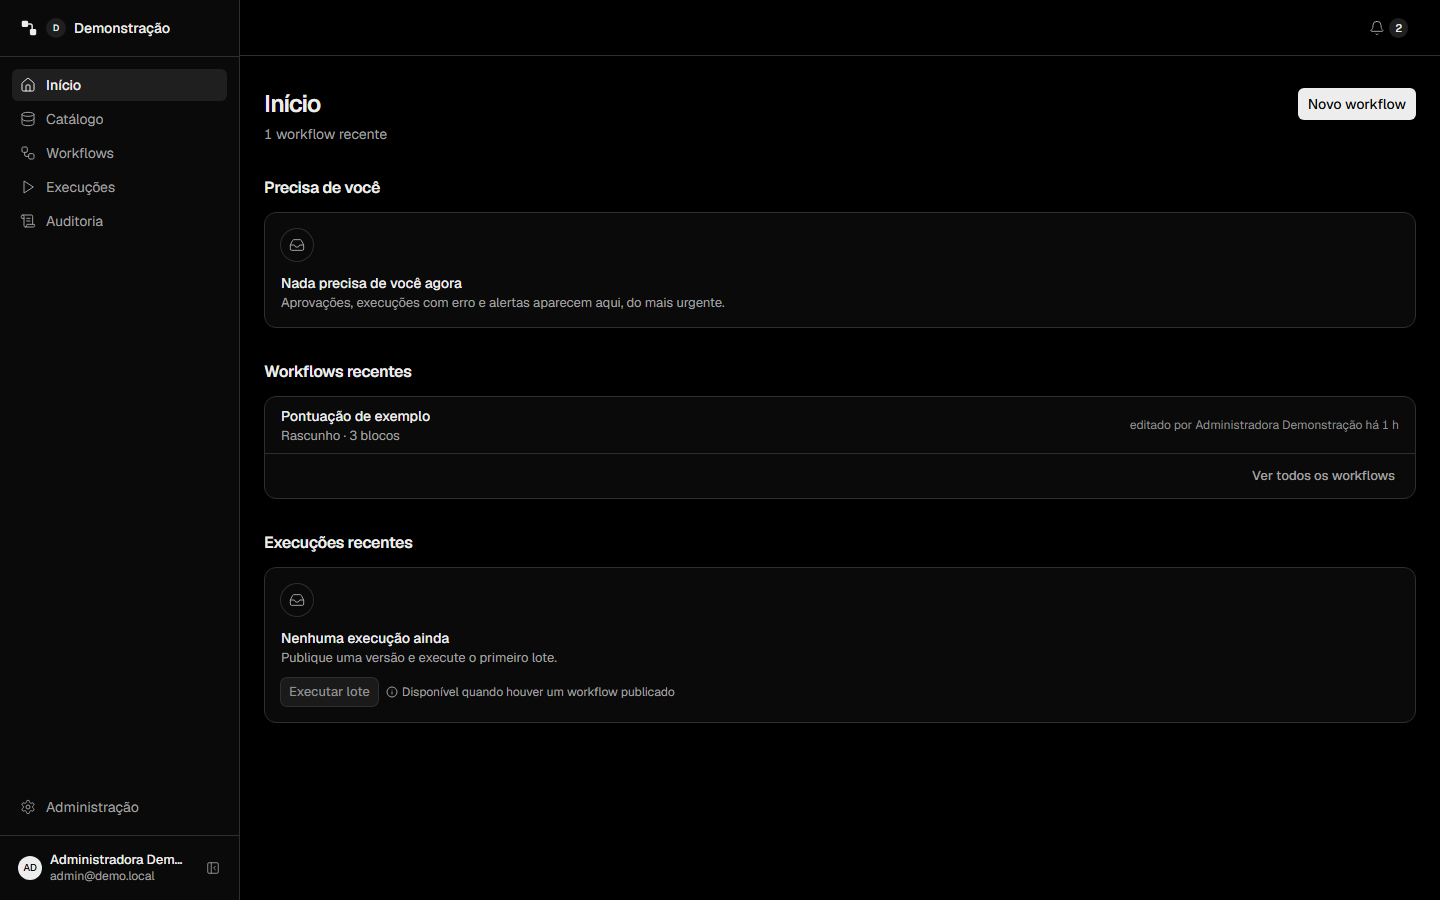 D Demonstração
2
Início
Catálogo
Workflows
Execuções
Auditoria
Administração
AD
Administradora Dem...
admin@demo.local
Início
1 workflow recente
Novo workflow
Precisa de você
Nada precisa de você agora
Aprovações, execuções com erro e alertas aparecem aqui, do mais urgente.
Workflows recentes
Pontuação de exemplo
Rascunho · 3 blocos
editado por Administradora Demonstração há 1 h
Ver todos os workflows
Execuções recentes
Nenhuma execução ainda
Publique uma versão e execute o primeiro lote.
Executar lote
Disponível quando houver um workflow publicado